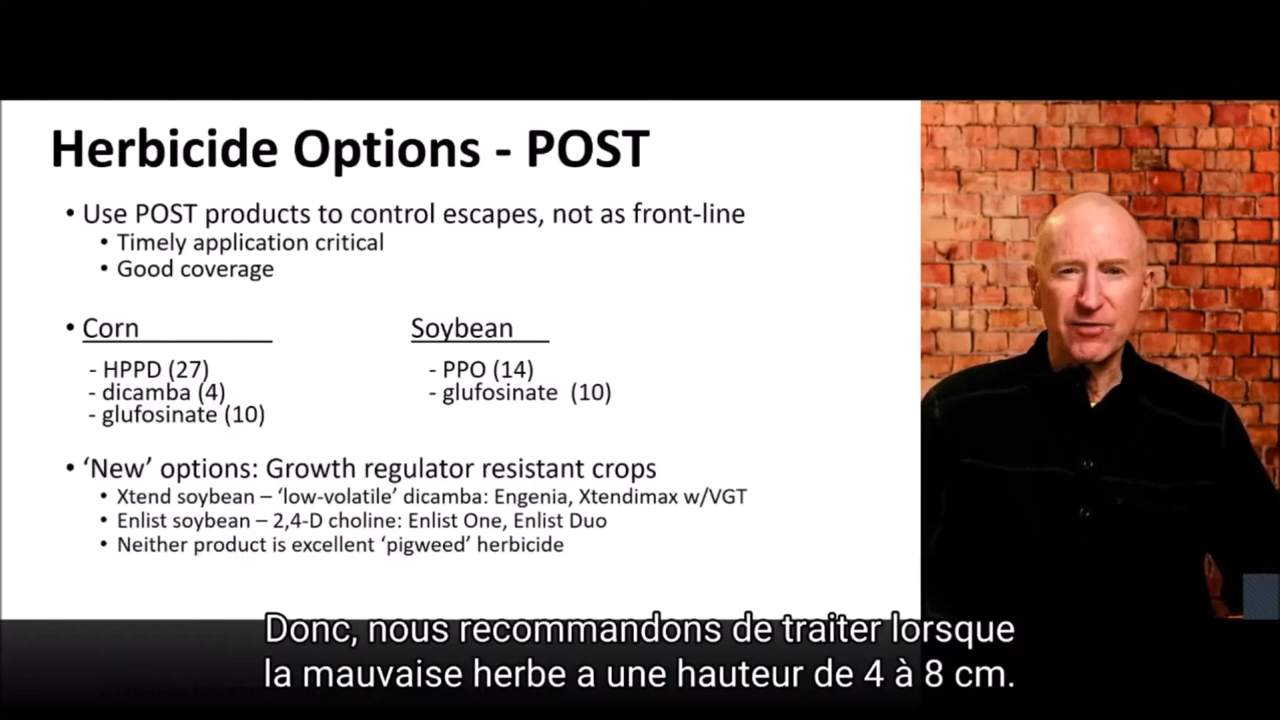 Herbicide Options - POST
• Use POST products to control escapes, not as front-line
• Timely application critical
• Good coverage
• Corn
- HPPD (27)
- dicamba (4)
- glufosinate (10)
Soybean
- PPO (14)
- glufosinate (10)
• ‘New’ options: Growth regulator resistant crops
• Xtend soybean – ‘low-volatile’ dicamba: Engenia, Xtendimax w/VGT
• Enlist soybean – 2,4-D choline: Enlist One, Enlist Duo
• Neither product is excellent ‘pigweed’ herbicide
Donc, nous recommandons de traiter lorsque
la mauvaise herbe a une hauteur de 4 à 8 cm.